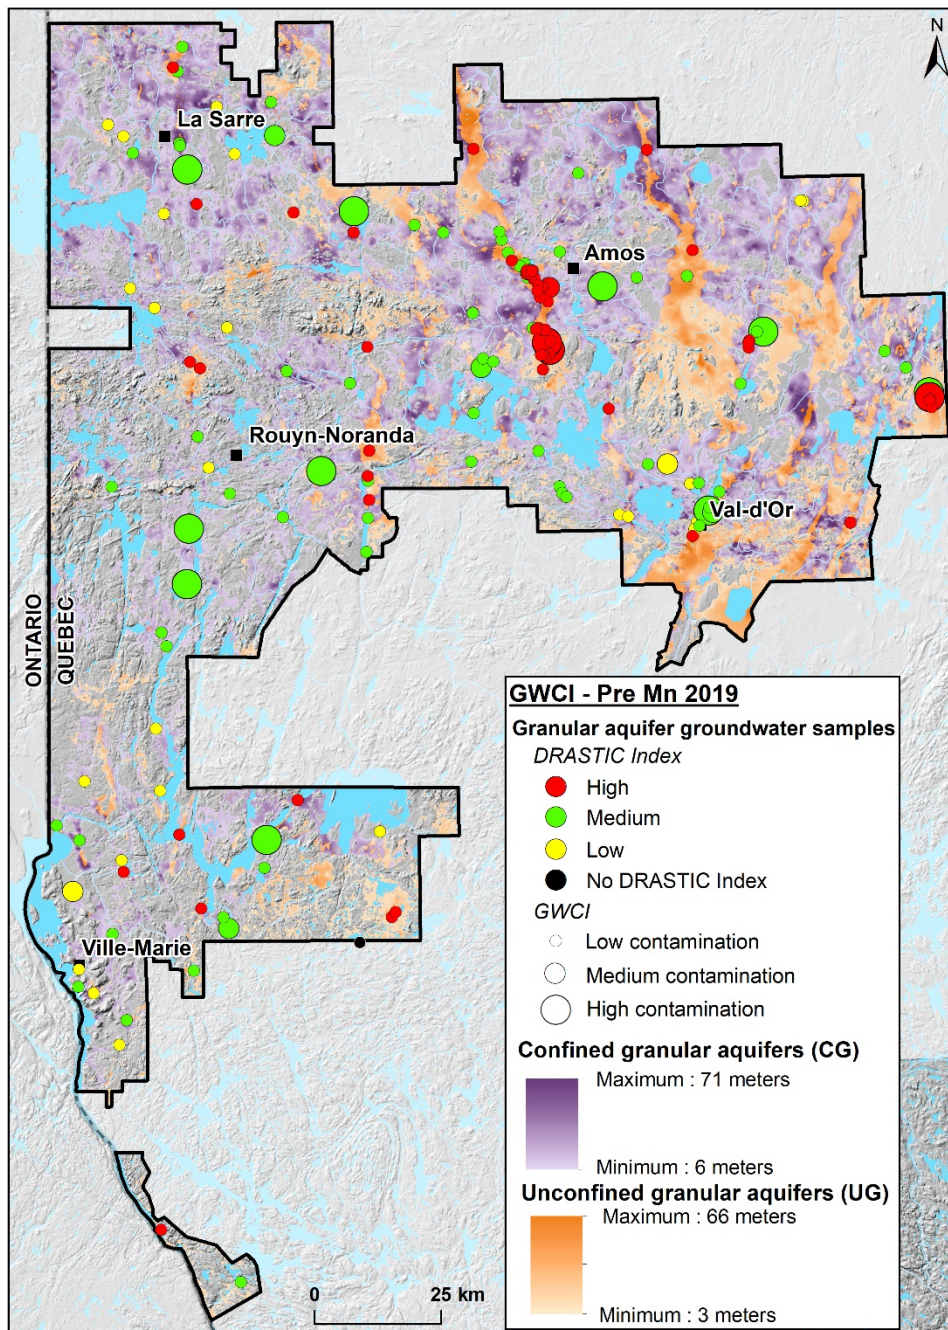 N
La Sarre
Amos
Rouyn-Noranda
Val-d'Or
ONTARIO
QUEBEC
Ville-Marie
GWCI - Pre Mn 2019
Granular aquifer groundwater samples
DRASTIC Index
High
Medium
Low
No DRASTIC Index
GWCI
Low contamination
Medium contamination
High contamination
Confined granular aquifers (CG)
Maximum : 71 meters
Minimum : 6 meters
Unconfined granular aquifers (UG)
Maximum : 66 meters
Minimum : 3 meters
0 25 km